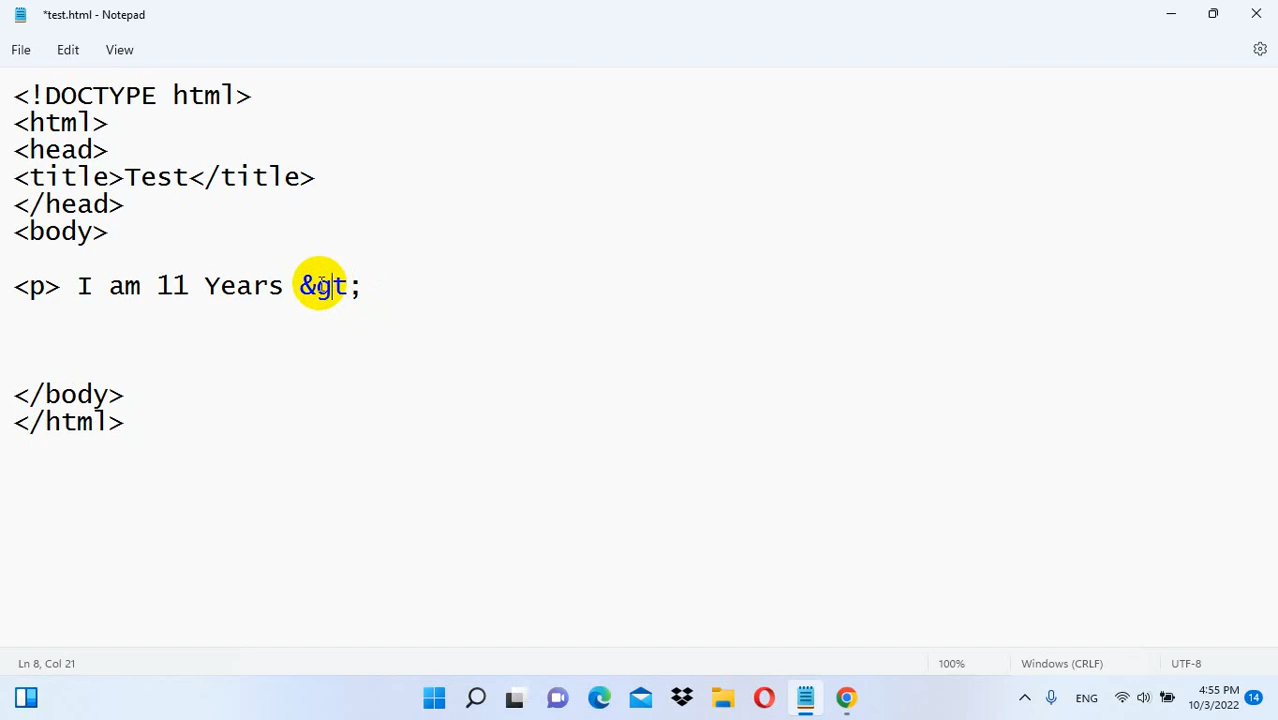 *test.html - Notepad
File Edit View
<!DOCTYPE html>
<html>
<head>
<title>Test</title>
</head>
<body>
<p> I am 11 Years &gt;
</body>
</html>
Ln 8, Col 21 100% Windows (CRLF) UTF-8
ENG 4:55 PM 14
10/3/2022